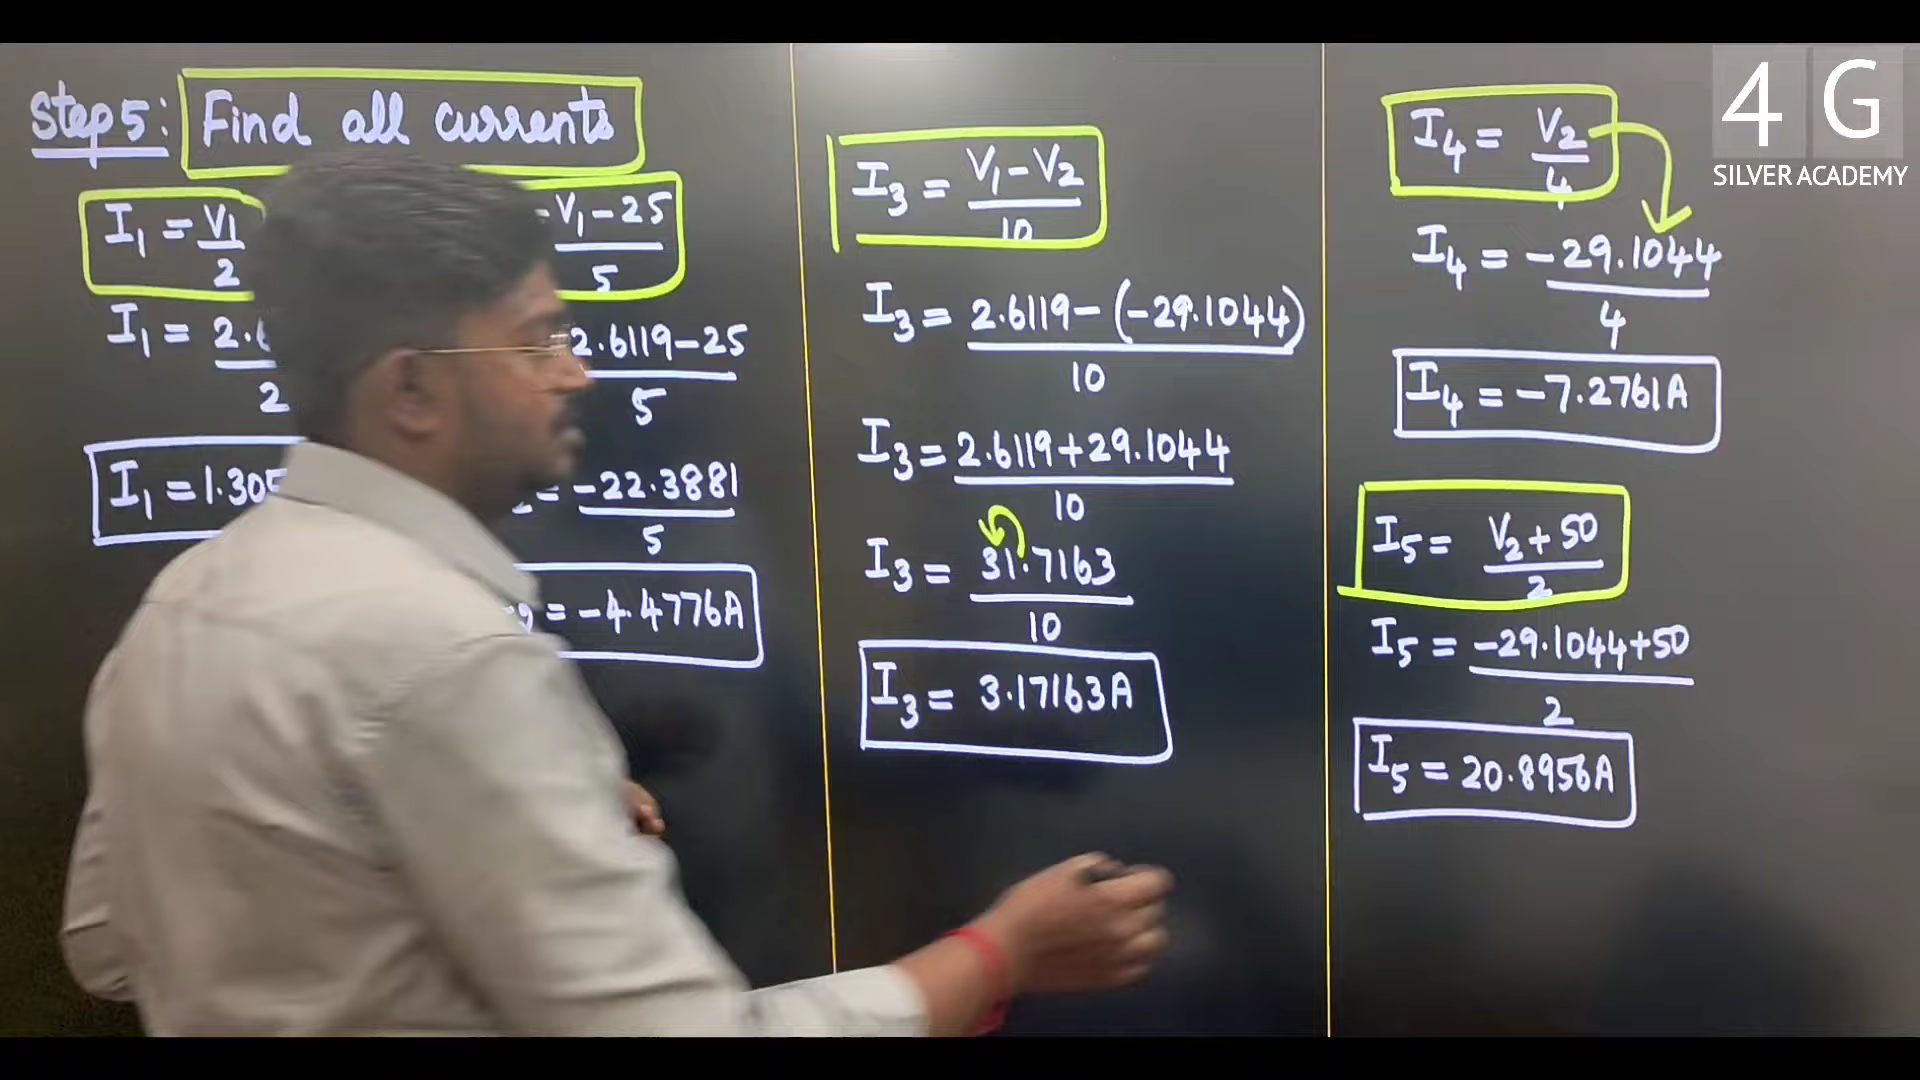 Step 5: Find all currents
I₁ = V₁/2
= V₁ - 25 / 5
I₁ = 2.6 / 2
2.6119 - 25 / 5
I₁ = 1.305
= -22.3881 / 5
= -4.4776A
I₃ = V₁ - V₂ / 10
I₃ = 2.6119 - (-29.1044) / 10
I₃ = 2.6119 + 29.1044 / 10
I₃ = 31.7163 / 10
I₃ = 3.17163A
I₄ = V₂ / 4
I₄ = -29.1044 / 4
I₄ = -7.2761A
I₅ = V₂ + 50 / 2
I₅ = -29.1044 + 50 / 2
I₅ = 20.8956A
4 G
SILVER ACADEMY